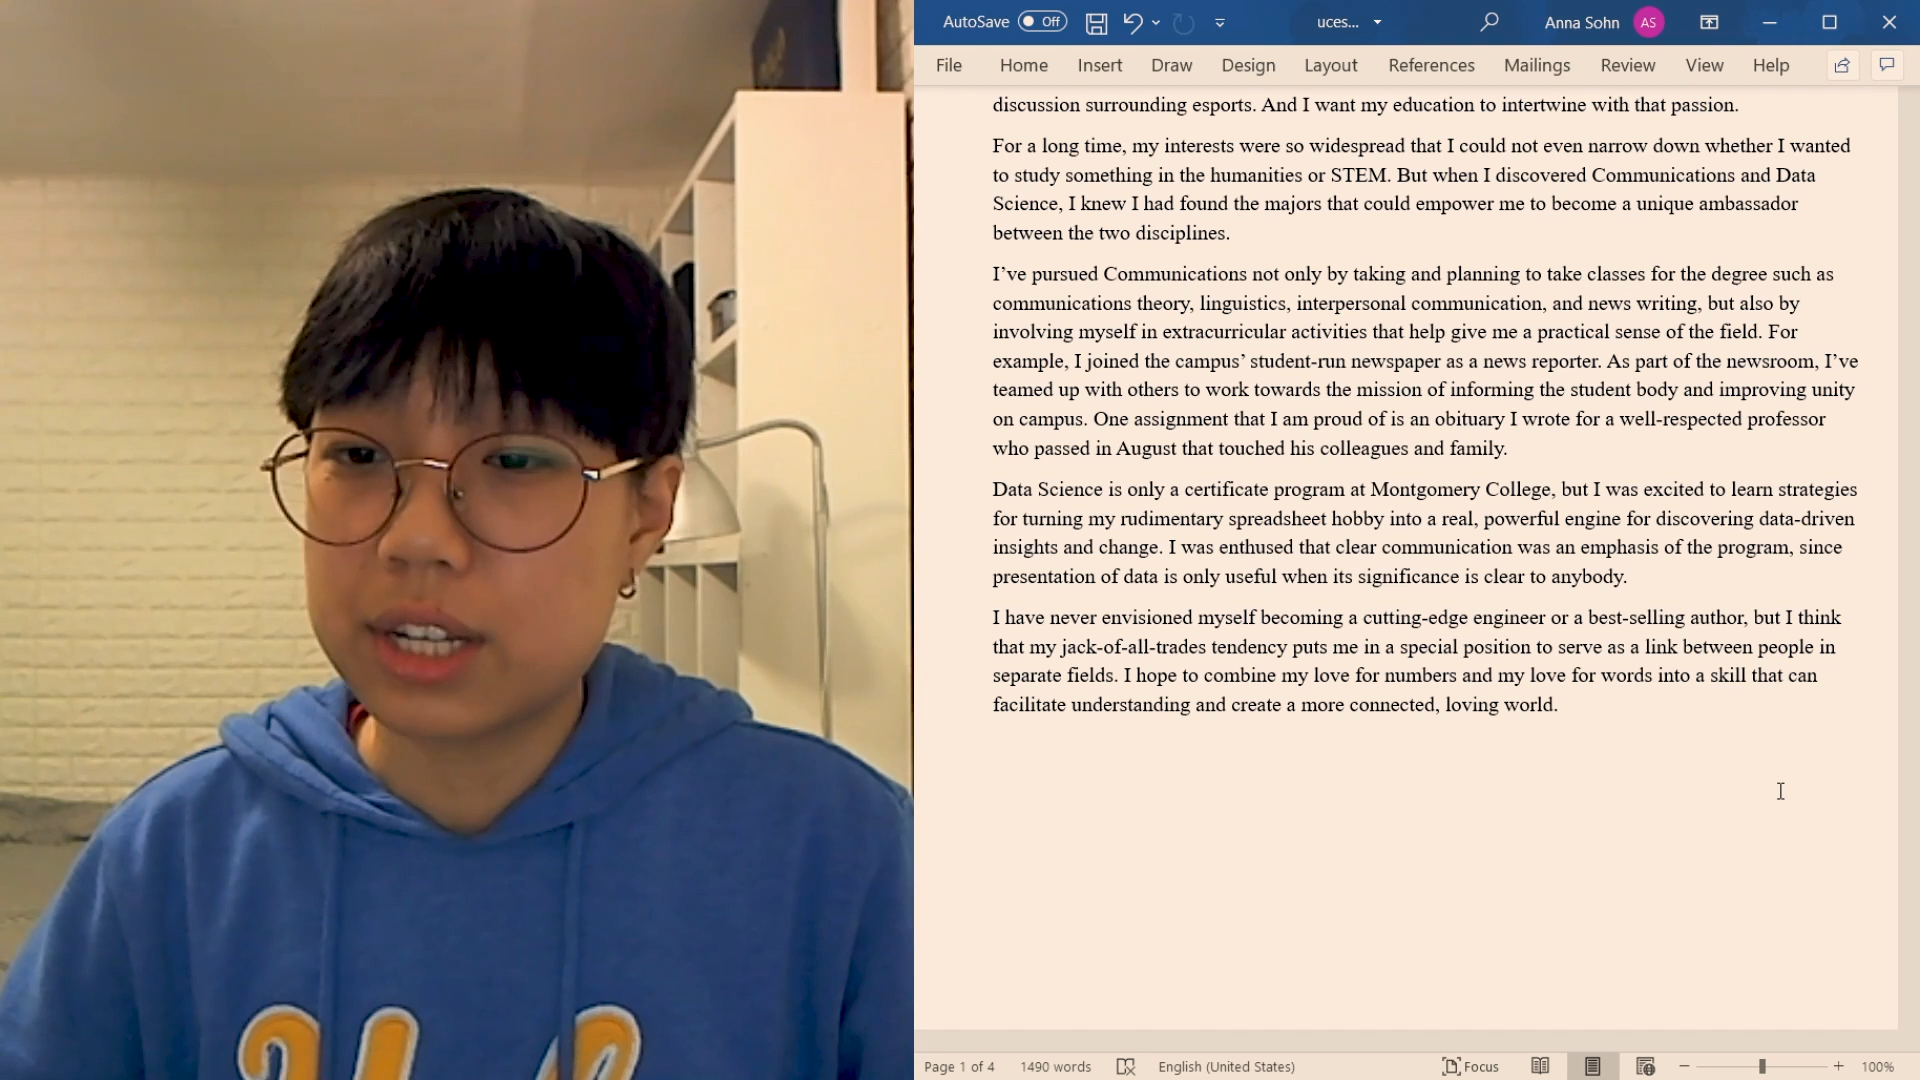 AutoSave Off uces... Anna Sohn AS
File Home Insert Draw Design Layout References Mailings Review View Help
discussion surrounding esports. And I want my education to intertwine with that passion.
For a long time, my interests were so widespread that I could not even narrow down whether I wanted
to study something in the humanities or STEM. But when I discovered Communications and Data
Science, I knew I had found the majors that could empower me to become a unique ambassador
between the two disciplines.
I’ve pursued Communications not only by taking and planning to take classes for the degree such as
communications theory, linguistics, interpersonal communication, and news writing, but also by
involving myself in extracurricular activities that help give me a practical sense of the field. For
example, I joined the campus’ student-run newspaper as a news reporter. As part of the newsroom, I’ve
teamed up with others to work towards the mission of informing the student body and improving unity
on campus. One assignment that I am proud of is an obituary I wrote for a well-respected professor
who passed in August that touched his colleagues and family.
Data Science is only a certificate program at Montgomery College, but I was excited to learn strategies
for turning my rudimentary spreadsheet hobby into a real, powerful engine for discovering data-driven
insights and change. I was enthused that clear communication was an emphasis of the program, since
presentation of data is only useful when its significance is clear to anybody.
I have never envisioned myself becoming a cutting-edge engineer or a best-selling author, but I think
that my jack-of-all-trades tendency puts me in a special position to serve as a link between people in
separate fields. I hope to combine my love for numbers and my love for words into a skill that can
facilitate understanding and create a more connected, loving world.
Page 1 of 4 1490 words English (United States) Focus 100%